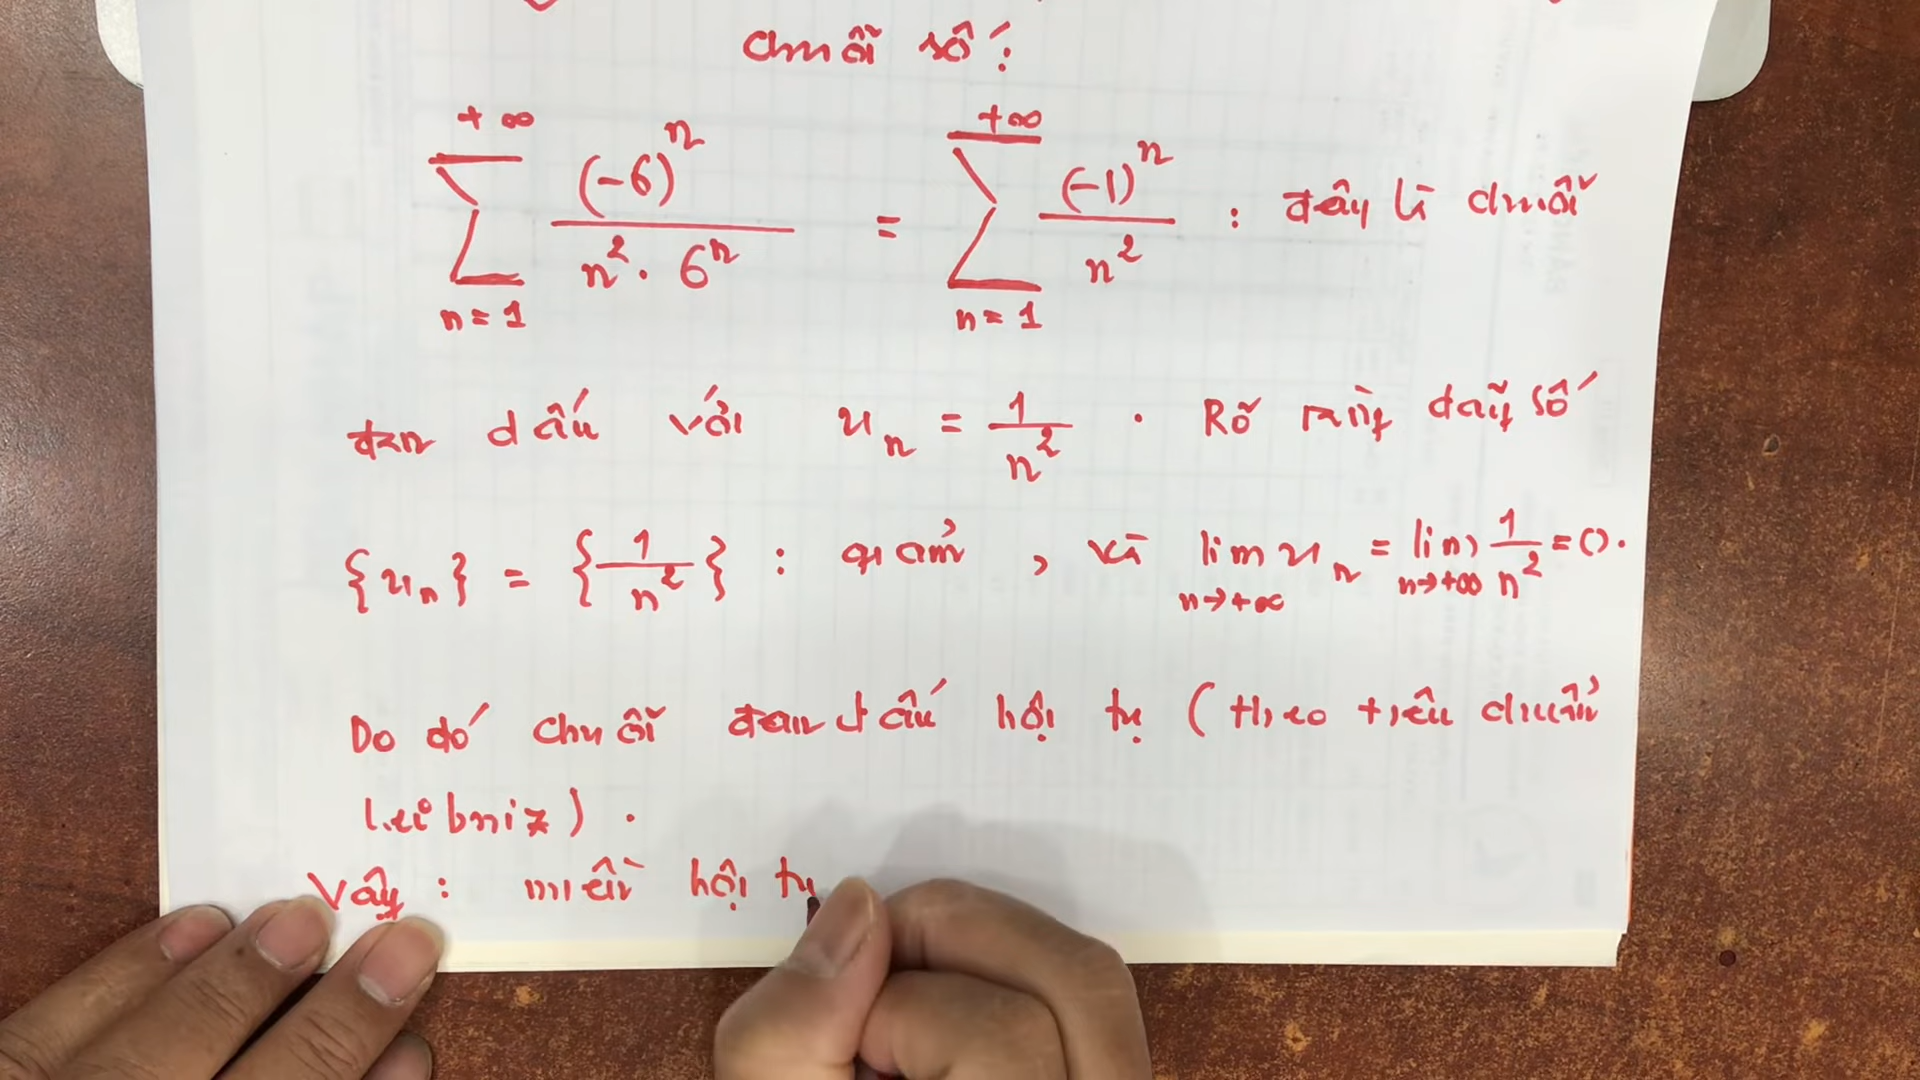 chuỗi số:
+∞ ∑ n=1 (-6)^n / n² · 6^n = +∞ ∑ n=1 (-1)^n / n² : đây là chuỗi
đan dấu với u_n = 1/n² . Rõ ràng dãy số
{u_n} = {1/n²} : giảm , và lim n→+∞ u_n = lim n→+∞ 1/n² = 0.
Do đó chuỗi đan dấu hội tụ (theo tiêu chuẩn
Leibniz) .
Vậy : miền hội tụ